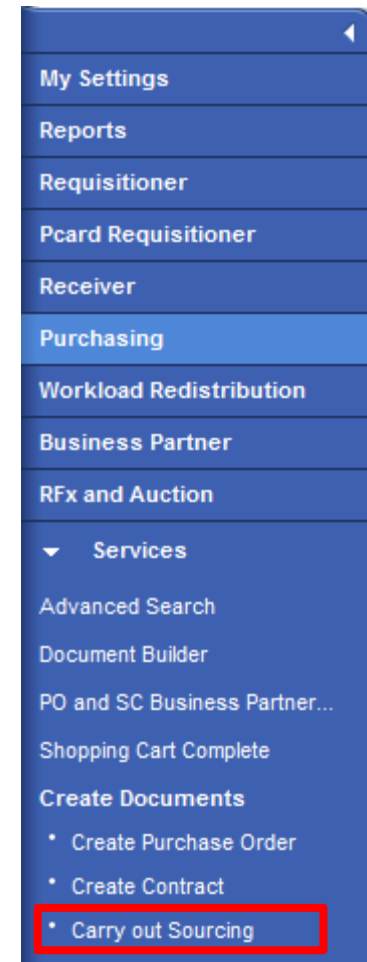 My Settings
Reports
Requisitioner
Pcard Requisitioner
Receiver
Purchasing
Workload Redistribution
Business Partner
RFx and Auction
Services
Advanced Search
Document Builder
PO and SC Business Partner...
Shopping Cart Complete
Create Documents
• Create Purchase Order
• Create Contract
• Carry out Sourcing